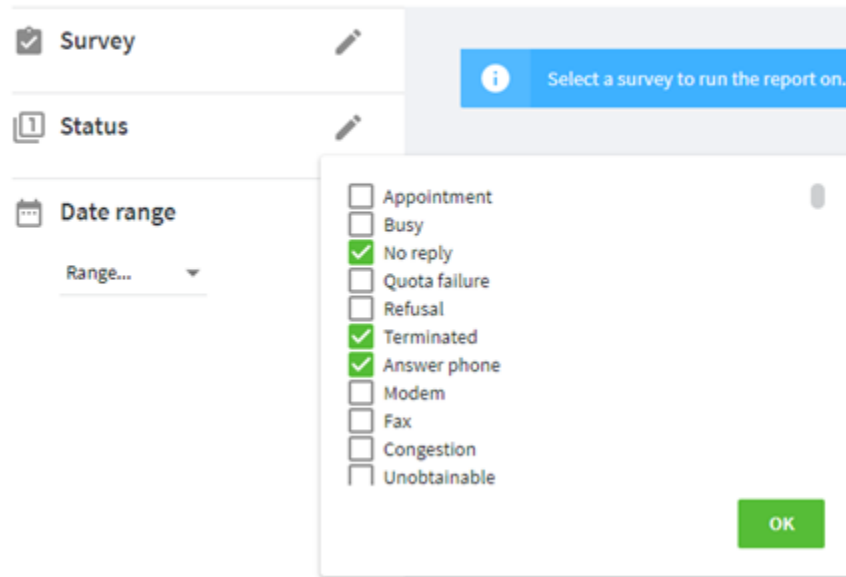 Survey
Select a survey to run the report on.
1 Status
Date range
Range...
Appointment
Busy
No reply
Quota failure
Refusal
Terminated
Answer phone
Modem
Fax
Congestion
Unobtainable
OK